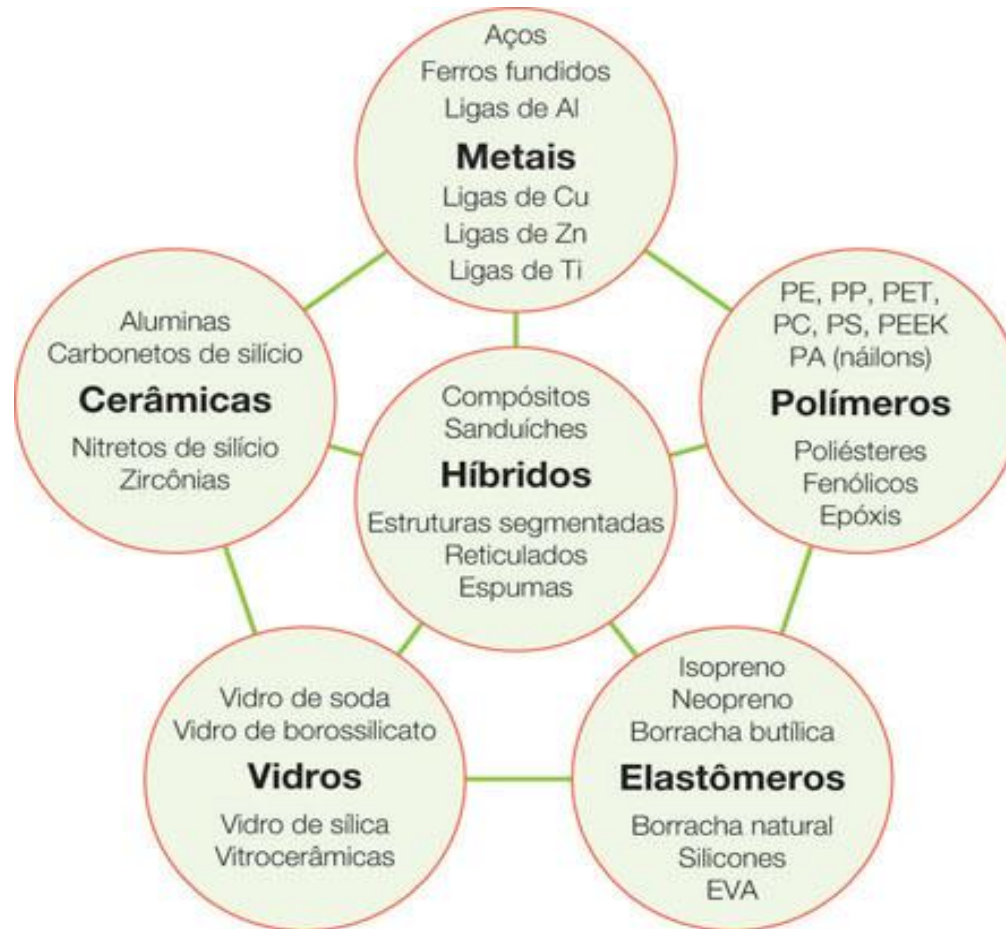 Aços
Ferros fundidos
Ligas de Al
Metais
Ligas de Cu
Ligas de Zn
Ligas de Ti
Aluminas
Carbonetos de silício
Cerâmicas
Nitretos de silício
Zircônias
PE, PP, PET,
PC, PS, PEEK
PA (náilons)
Polímeros
Poliésteres
Fenólicos
Epóxis
Compósitos
Sanduíches
Híbridos
Estruturas segmentadas
Reticulados
Espumas
Vidro de soda
Vidro de borossilicato
Vidros
Vidro de sílica
Vitrocerâmicas
Isopreno
Neopreno
Borracha butílica
Elastômeros
Borracha natural
Silicones
EVA